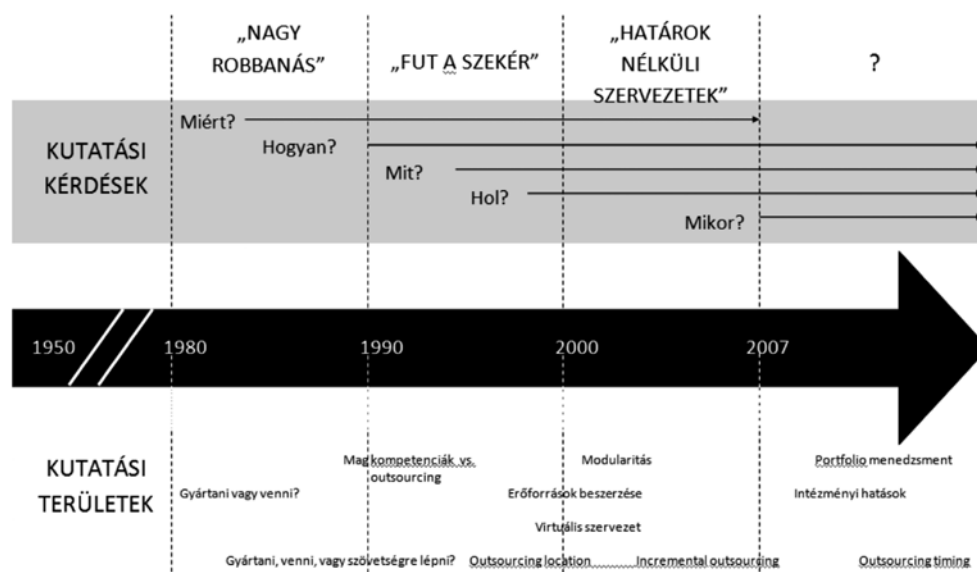 „NAGY
ROBBANÁS”
„FUT A SZEKÉR”
„HATÁROK
NÉLKÜLI
SZERVEZETEK”
?
KUTATÁSI
KÉRDÉSEK
Miért?
Hogyan?
Mit?
Hol?
Mikor?
1950
1980
1990
2000
2007
KUTATÁSI
TERÜLETEK
Magkompetenciák vs.
outsourcing
Modularitás
Portfolio menedzsment
Gyártani vagy venni?
Erőforrások beszerzése
Intézményi hatások
Virtuális szervezet
Gyártani, venni, vagy szövetségre lépni?
Outsourcing location
Incremental outsourcing
Outsourcing timing